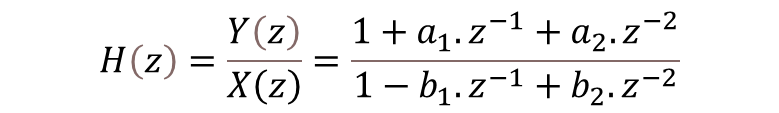 H(z) = Y(z)/X(z) = (1 + a₁.z⁻¹ + a₂.z⁻²)/(1 − b₁.z⁻¹ + b₂.z⁻²)